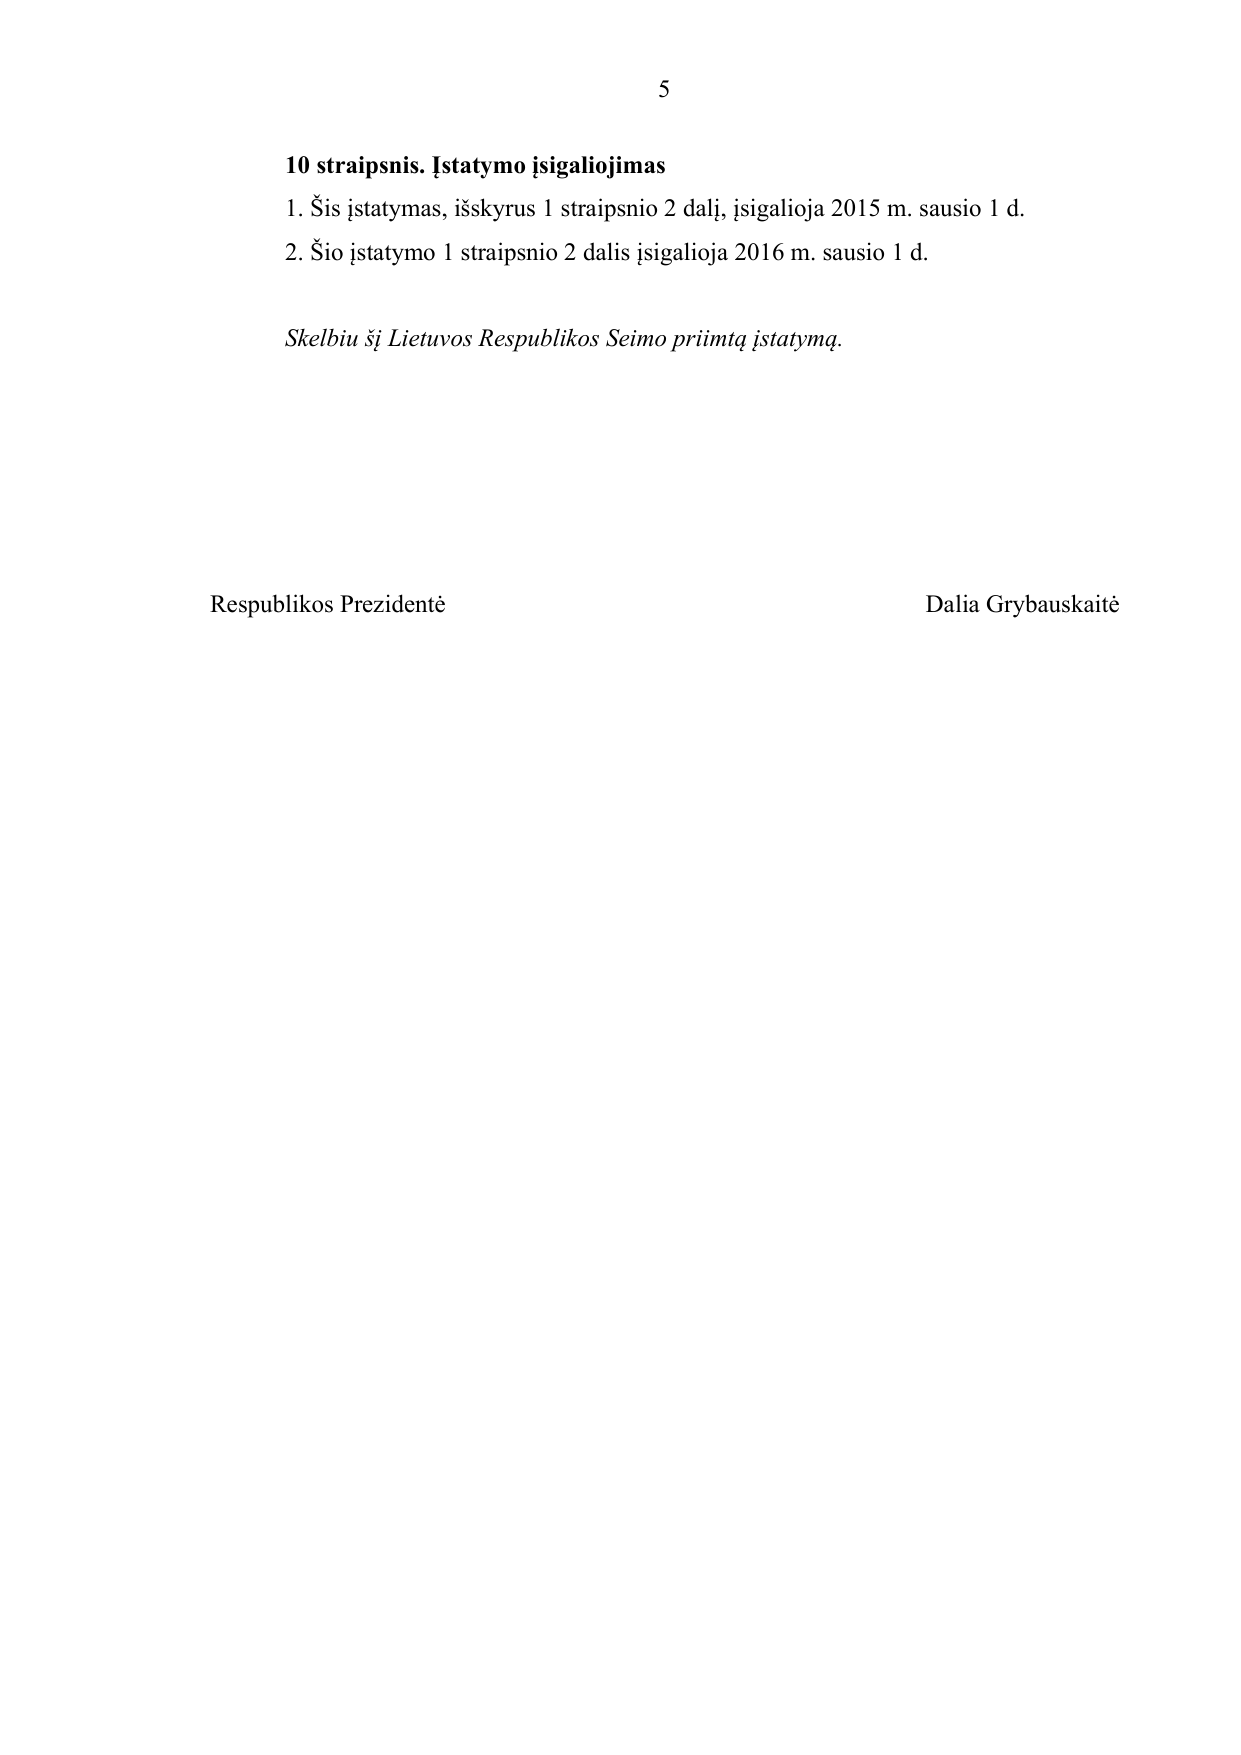 5
10 straipsnis. Įstatymo įsigaliojimas
1. Šis įstatymas, išskyrus 1 straipsnio 2 dalį, įsigalioja 2015 m. sausio 1 d.
2. Šio įstatymo 1 straipsnio 2 dalis įsigalioja 2016 m. sausio 1 d.
Skelbiu šį Lietuvos Respublikos Seimo priimtą įstatymą.
Respublikos Prezidentė Dalia Grybauskaitė